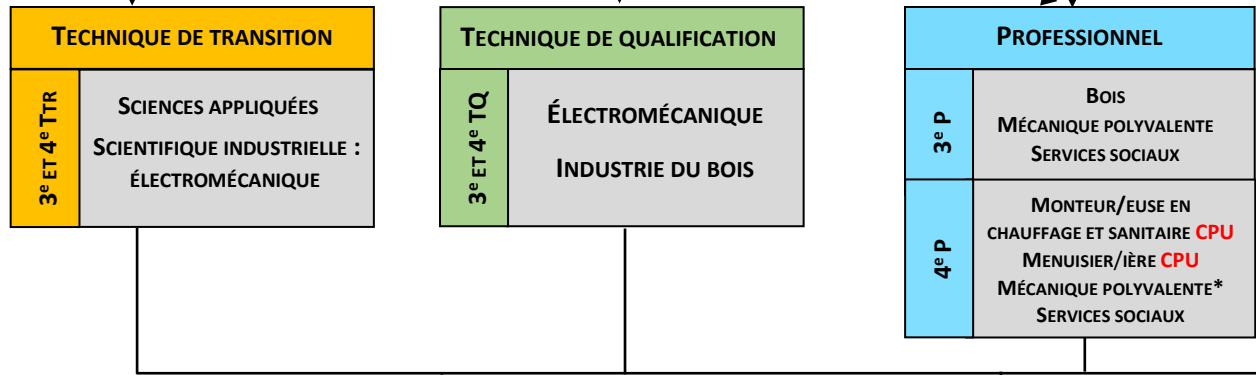 TECHNIQUE DE TRANSITION
3e ET 4e TTR
SCIENCES APPLIQUÉES
SCIENTIFIQUE INDUSTRIELLE :
ÉLECTROMÉCANIQUE
TECHNIQUE DE QUALIFICATION
3e ET 4e TQ
ÉLECTROMÉCANIQUE
INDUSTRIE DU BOIS
PROFESSIONNEL
3e P
BOIS
MÉCANIQUE POLYVALENTE
SERVICES SOCIAUX
4e P
MONTEUR/EUSE EN
CHAUFFAGE ET SANITAIRE CPU
MENUISIER/IÈRE CPU
MÉCANIQUE POLYVALENTE*
SERVICES SOCIAUX